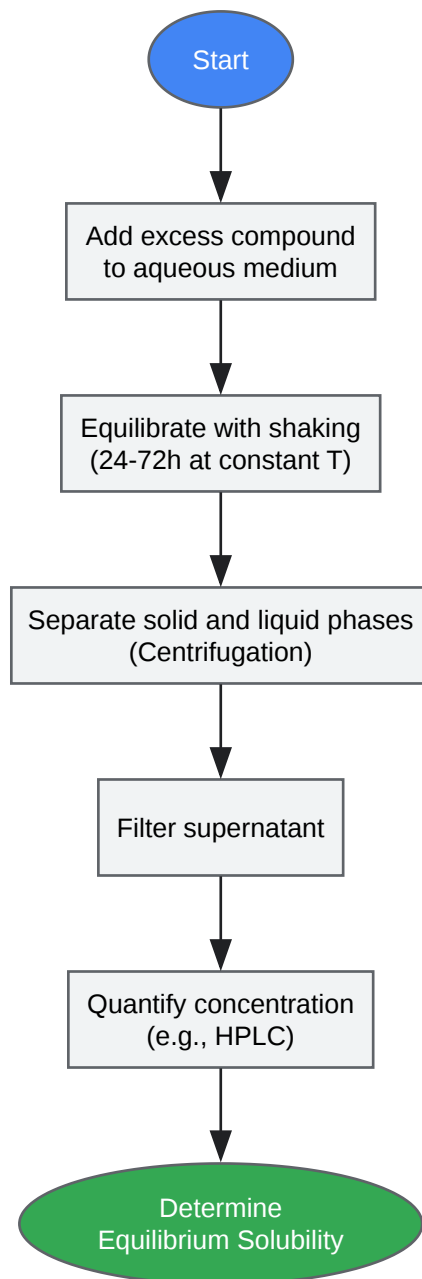 Start
Add excess compound
to aqueous medium
Equilibrate with shaking
(24-72h at constant T)
Separate solid and liquid phases
(Centrifugation)
Filter supernatant
Quantify concentration
(e.g., HPLC)
Determine
Equilibrium Solubility